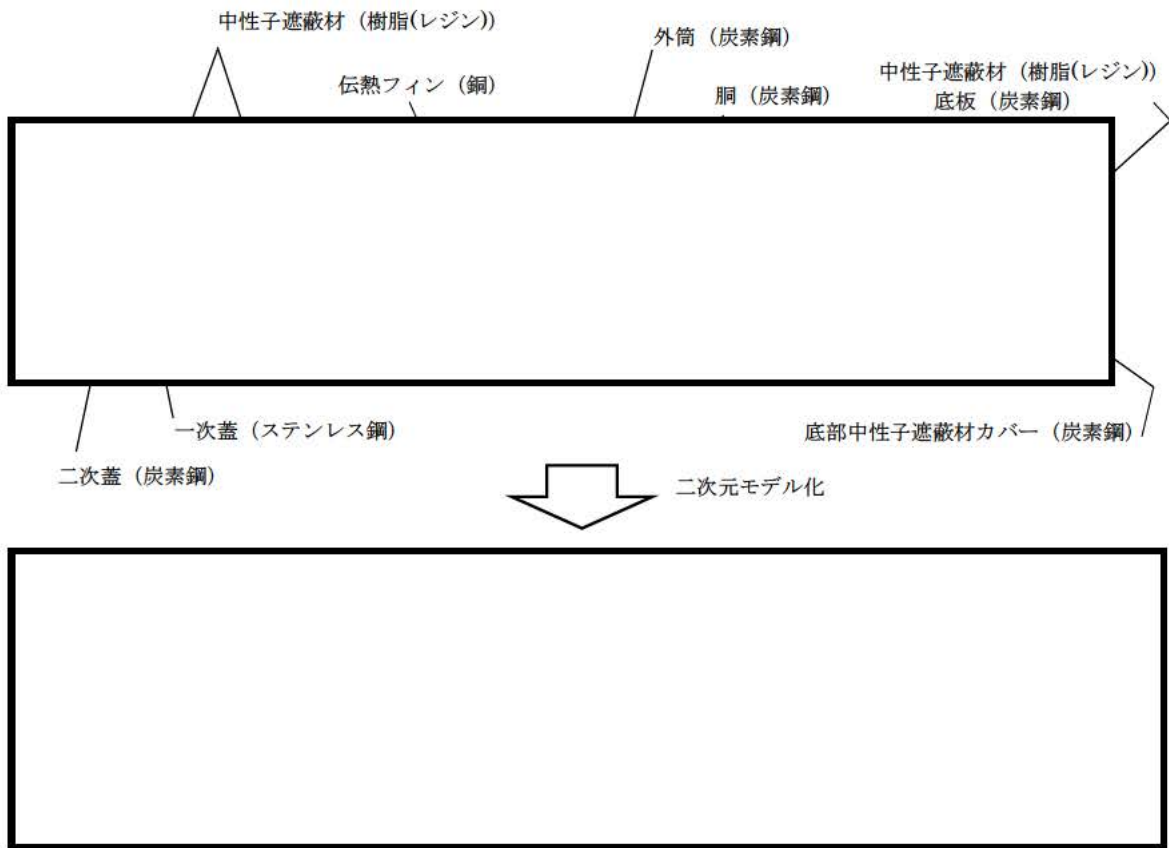 中性子遮蔽材（樹脂(レジン)）
外筒（炭素鋼）
伝熱フィン（銅）
胴（炭素鋼）
中性子遮蔽材（樹脂(レジン)）
底板（炭素鋼）
一次蓋（ステンレス鋼）
底部中性子遮蔽材カバー（炭素鋼）
二次蓋（炭素鋼）
二次元モデル化